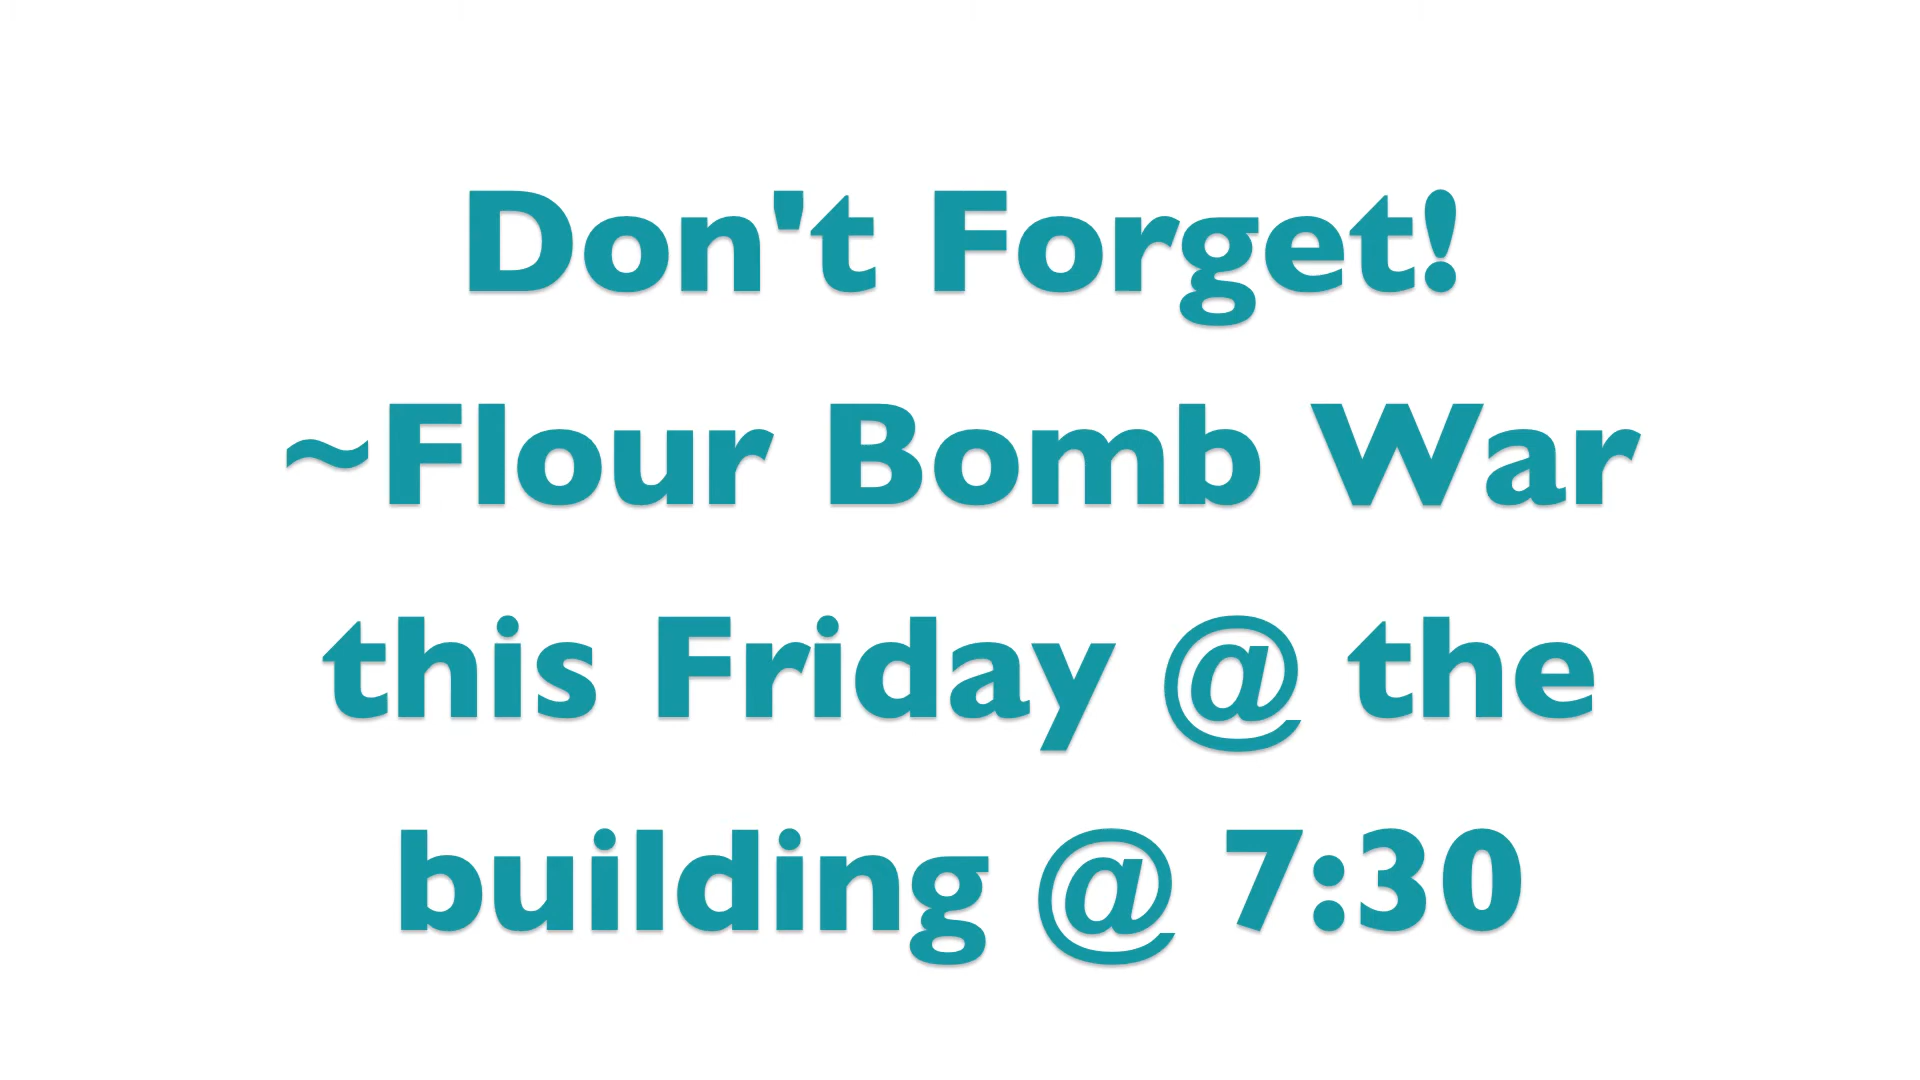 Don't Forget!
~Flour Bomb War
this Friday @ the
building @ 7:30